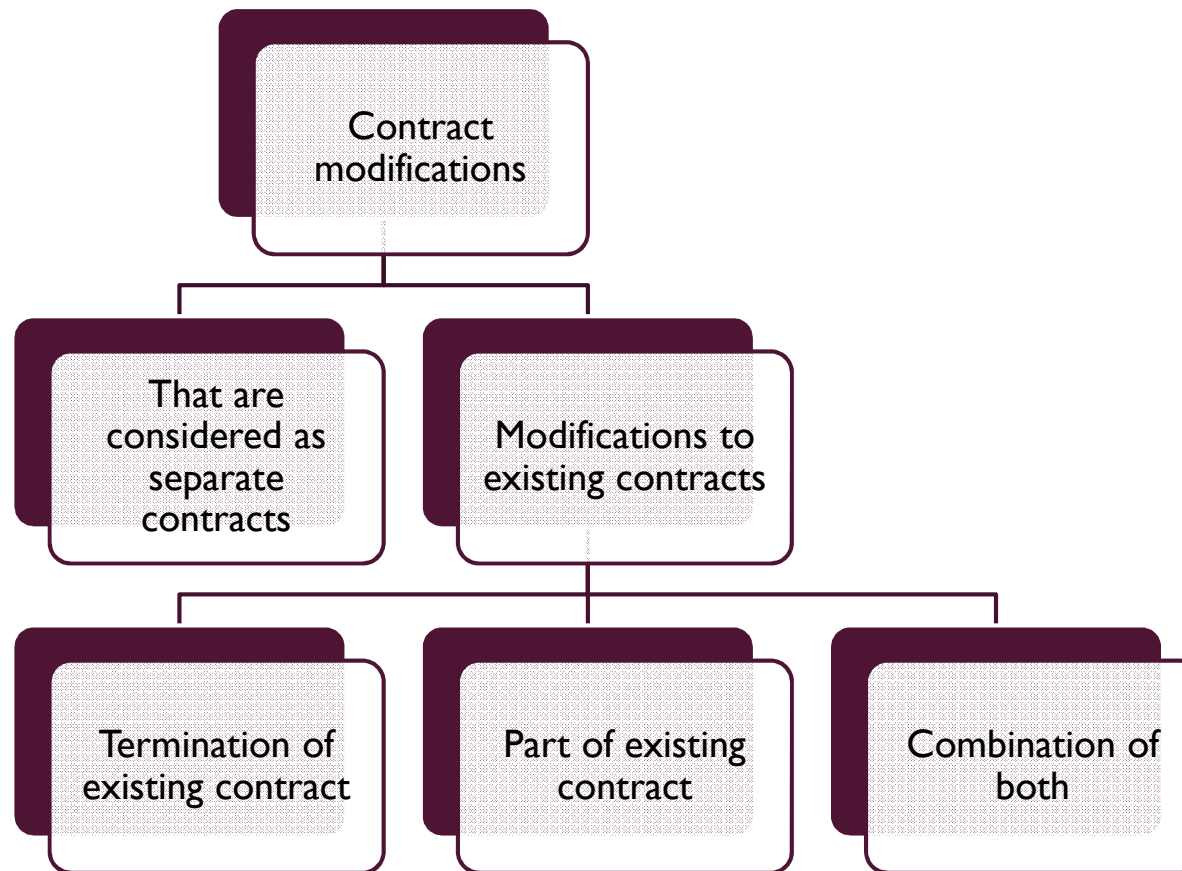 Contract
modifications
That are
considered as
separate
contracts
Modifications to
existing contracts
Termination of
existing contract
Part of existing
contract
Combination of
both